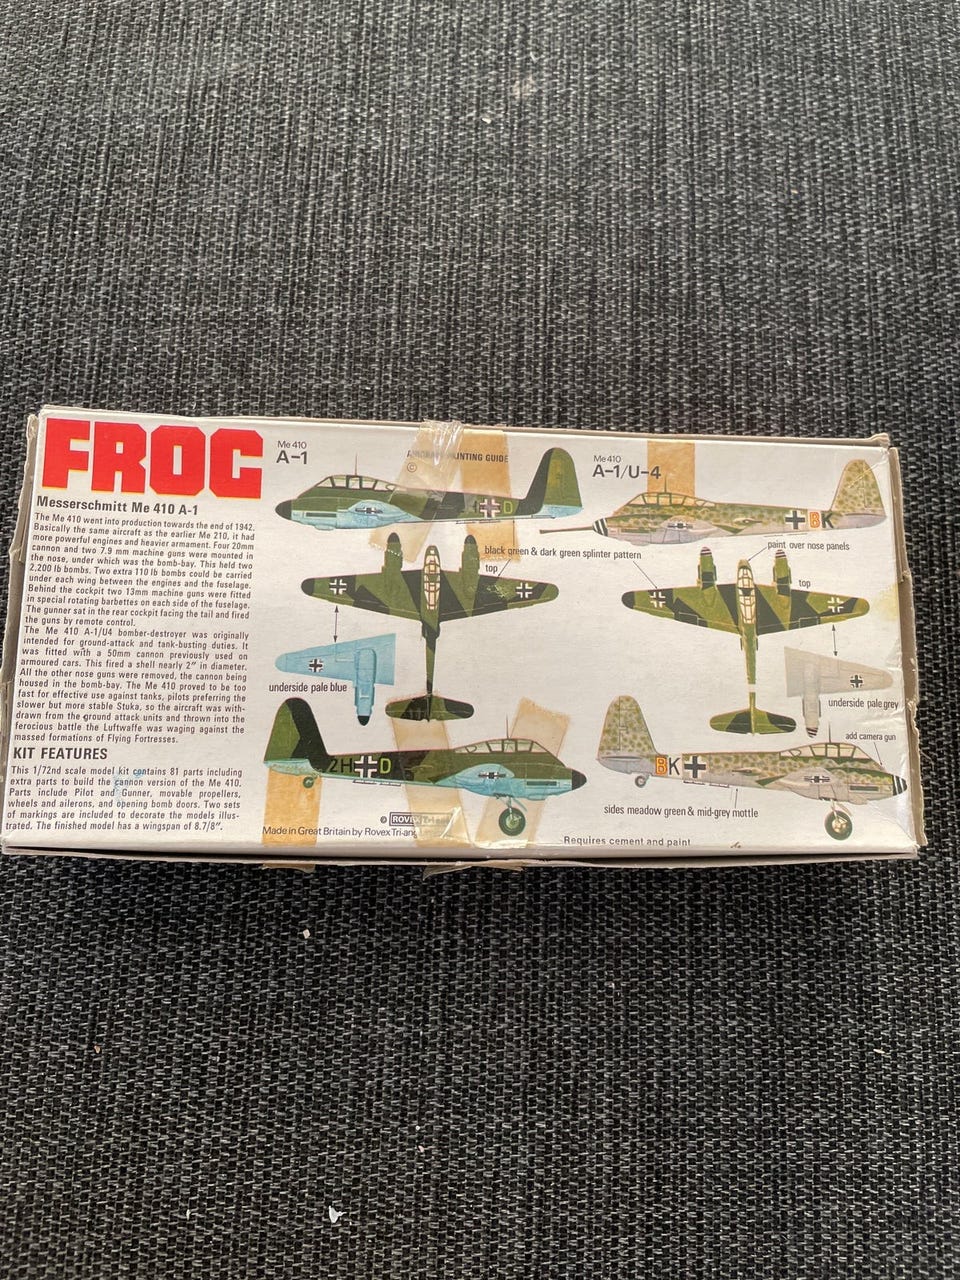 FROG
Messerschmitt Me 410 A-1
The Me 410 went into production towards the end of 1942.
Basically the same aircraft as the earlier Me 210, it had
more powerful engines and heavier armament. Four 20mm
cannon and two 7.9 mm machine guns were mounted in
the nose, under which was the bomb-bay. This held two
2,200 lb bombs. Two extra 110 lb bombs could be carried
under each wing between the engines and the fuselage.
Behind the cockpit two 13mm machine guns were fitted
in special rotating barbettes on each side of the fuselage.
The gunner sat in the rear cockpit facing the tail and fired
the guns by remote control.
The Me 410 A-1/U4 bomber-destroyer was originally
intended for ground-attack and tank-busting duties. It
was fitted with a 50mm cannon previously used on
armoured cars. This fired a shell nearly 2" in diameter.
All the other nose guns were removed, the cannon being
housed in the bomb-bay. The Me 410 proved to be too
fast for effective use against tanks, pilots preferring the
slower but more stable Stuka, so the aircraft was with-
drawn from the ground attack units and thrown into the
ferocious battle the Luftwaffe was waging against the
massed formations of Flying Fortresses.
KIT FEATURES
This 1/72nd scale model kit contains 81 parts including
extra parts to build the cannon version of the Me 410.
Parts include Pilot and Gunner, movable propellers,
wheels and ailerons, and opening bomb doors. Two sets
of markings are included to decorate the models illus-
trated. The finished model has a wingspan of 8.7/8".
Me 410
A-1
AIRCRAFT PAINTING GUIDE
©
Me 410
A-1/U-4
D
BK
black green & dark green splinter pattern
top
paint over nose panels
top
underside pale blue
underside pale grey
add camera gun
2H D
BK
sides meadow green & mid-grey mottle
ROVEX Tri-ang
Made in Great Britain by Rovex Tri-ang
Requires cement and paint